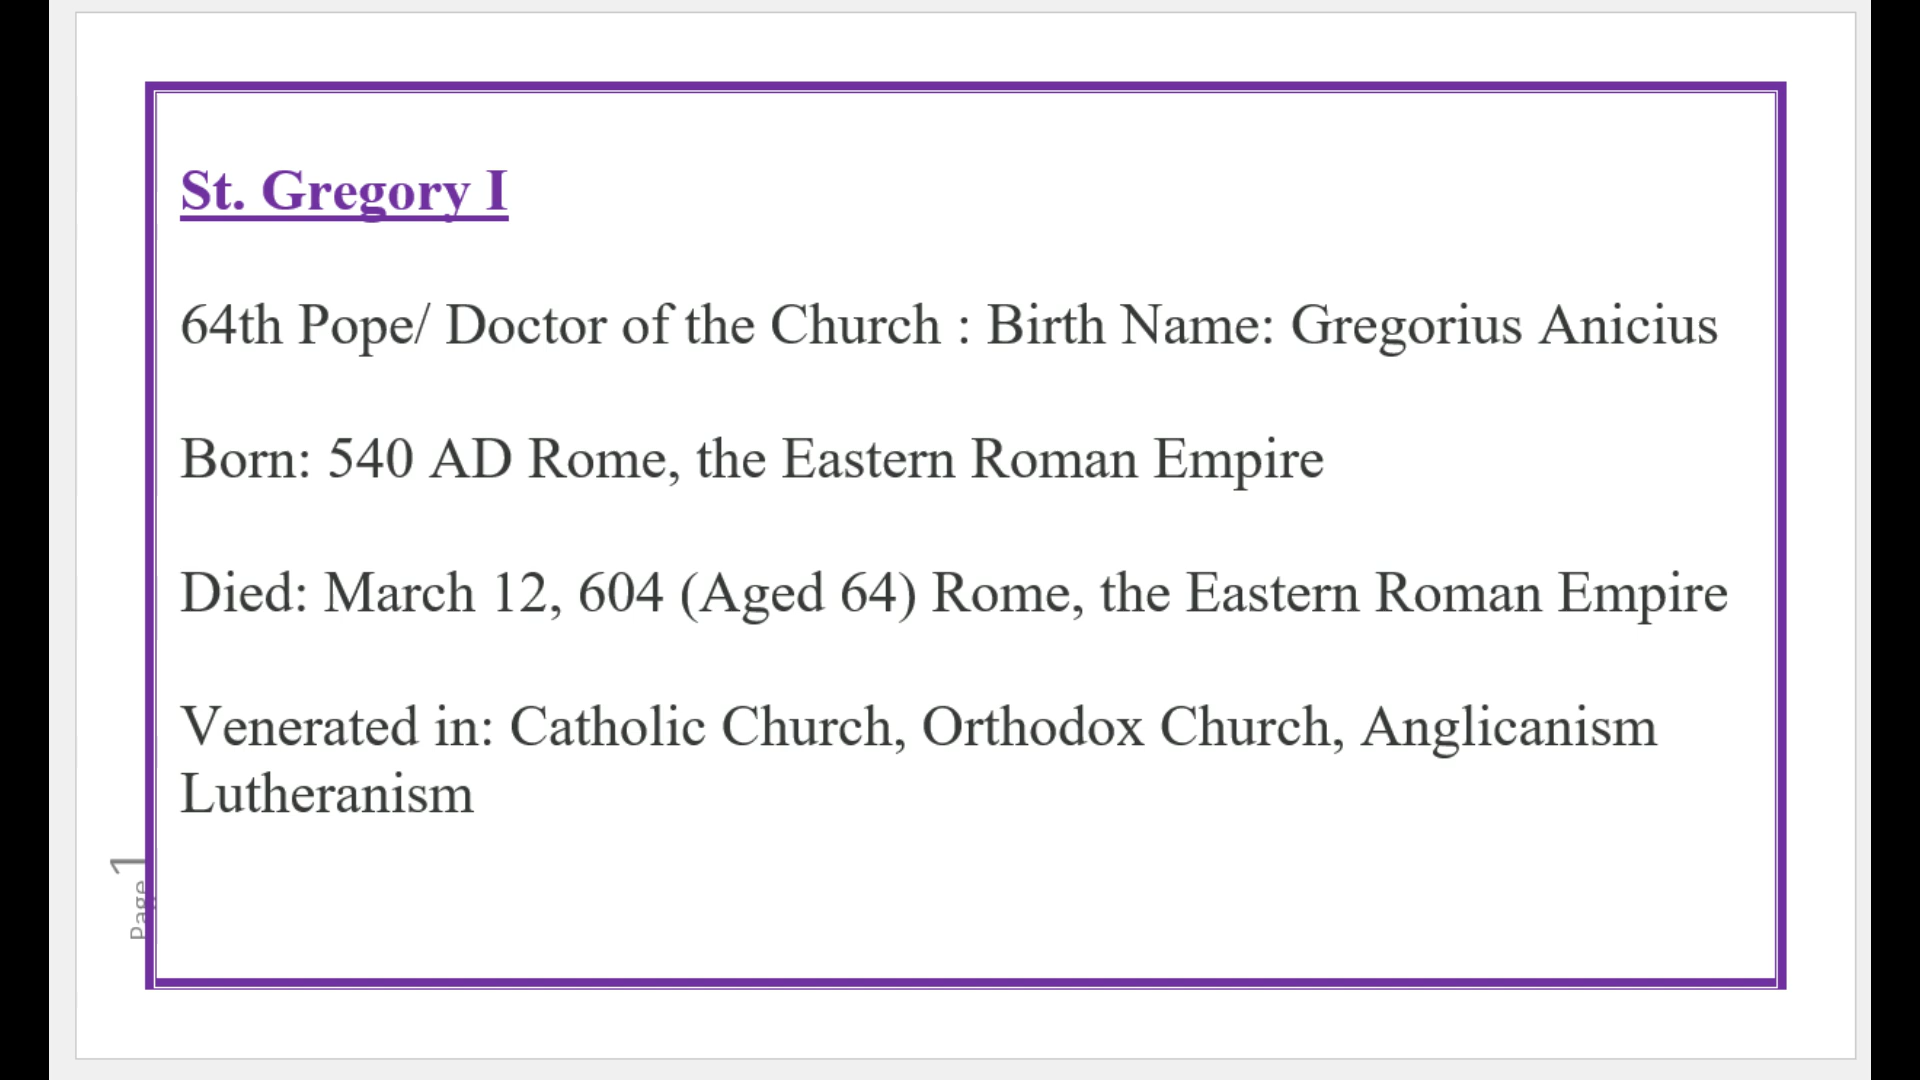 St. Gregory I
64th Pope/ Doctor of the Church : Birth Name: Gregorius Anicius
Born: 540 AD Rome, the Eastern Roman Empire
Died: March 12, 604 (Aged 64) Rome, the Eastern Roman Empire
Venerated in: Catholic Church, Orthodox Church, Anglicanism
Lutheranism
Page 1